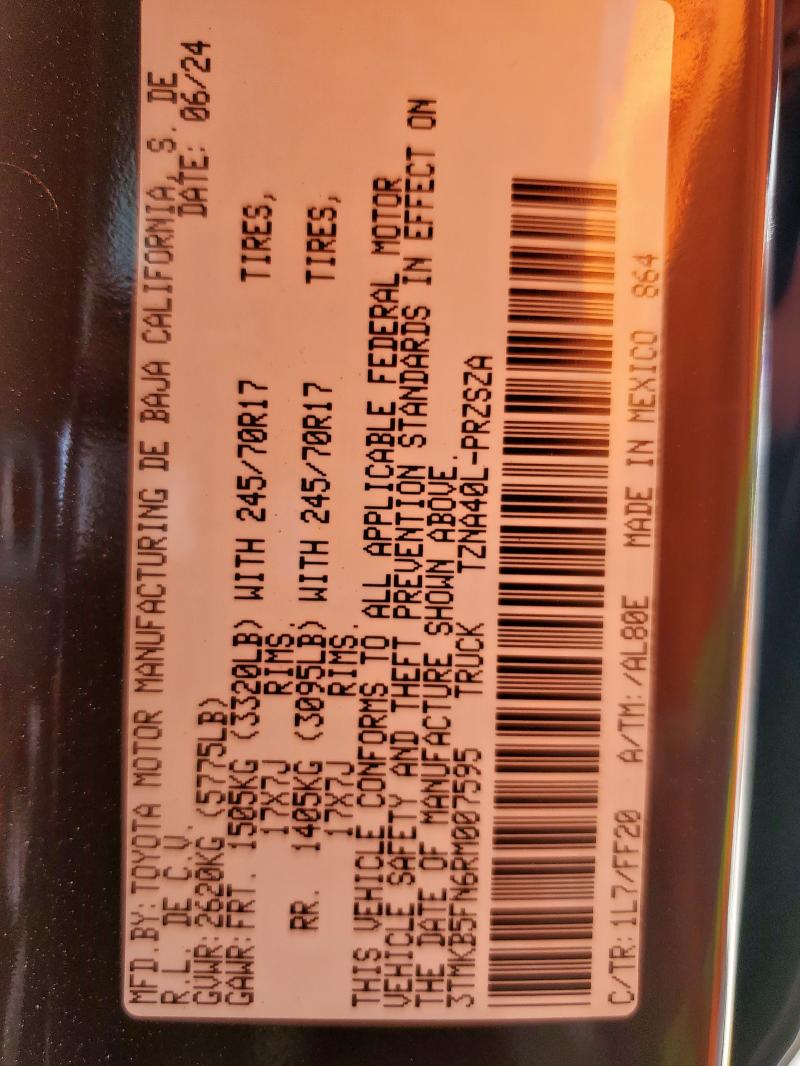 MFD.BY: TOYOTA MOTOR MANUFACTURING DE BAJA CALIFORNIA, S. DE
R.L. DE C.V. DATE: 06/24
GVWR: 2620KG (5775LB)
GAWR: FRT. 1505KG (3320LB) WITH 245/70R17 TIRES,
17X7J RIMS.
RR. 1405KG (3095LB) WITH 245/70R17 TIRES,
17X7J RIMS.
THIS VEHICLE CONFORMS TO ALL APPLICABLE FEDERAL MOTOR
VEHICLE SAFETY AND THEFT PREVENTION STANDARDS IN EFFECT ON
THE DATE OF MANUFACTURE SHOWN ABOVE.
3TMKB5FN6RM007595 TRUCK TZNA40L-PRZSZA
C/TR: 1L7/FF20 A/TM: /AL80E MADE IN MEXICO 864